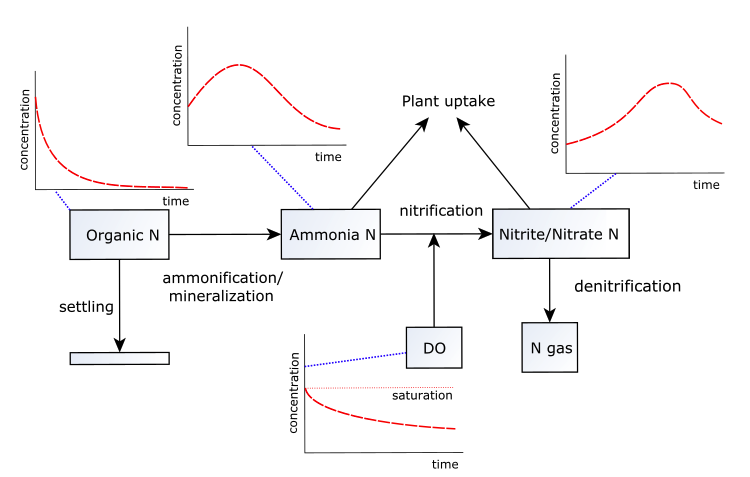 concentration
time
concentration
time
concentration
time
Plant uptake
Organic N
Ammonia N
nitrification
Nitrite/Nitrate N
ammonification/
mineralization
settling
denitrification
DO
N gas
concentration
saturation
time